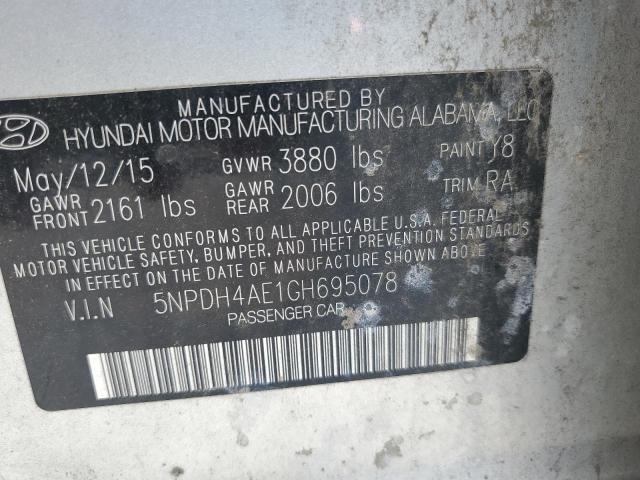 MANUFACTURED BY
HYUNDAI MOTOR MANUFACTURING ALABAMA, LLC
May/12/15 GVWR 3880 lbs PAINT Y8
GAWR FRONT 2161 lbs GAWR REAR 2006 lbs TRIM RA
THIS VEHICLE CONFORMS TO ALL APPLICABLE U.S.A. FEDERAL
MOTOR VEHICLE SAFETY, BUMPER, AND THEFT PREVENTION STANDARDS
IN EFFECT ON THE DATE OF MANUFACTURE SHOWN ABOVE.
V.I.N 5NPDH4AE1GH695078
PASSENGER CAR